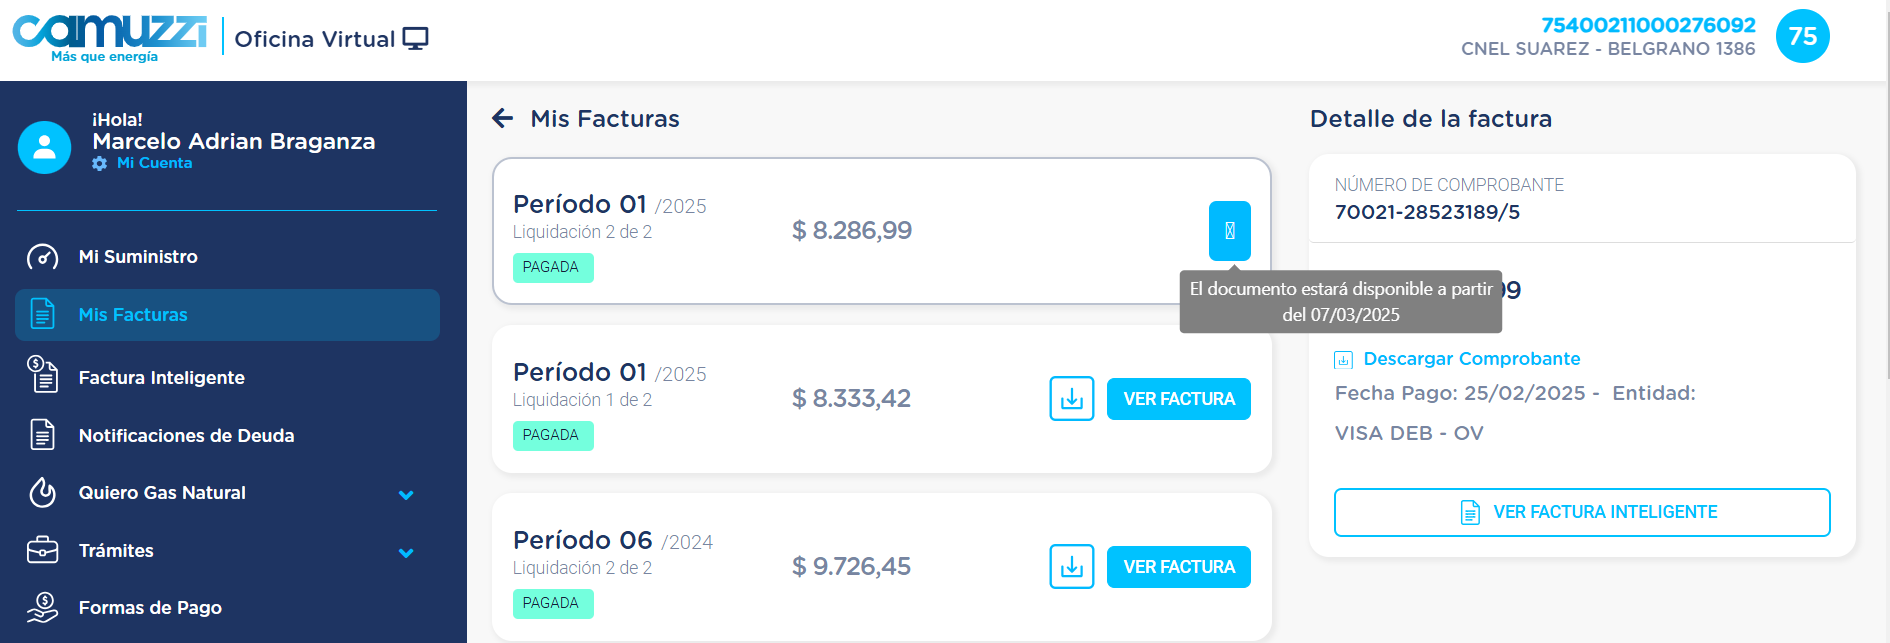 camuzzi
Más que energía
Oficina Virtual
75400211000276092
CNEL SUAREZ - BELGRANO 1386
75
¡Hola!
Marcelo Adrian Braganza
Mi Cuenta
Mi Suministro
Mis Facturas
Factura Inteligente
Notificaciones de Deuda
Quiero Gas Natural
Trámites
Formas de Pago
Mis Facturas
Período 01 /2025
Liquidación 2 de 2
$ 8.286,99
PAGADA
El documento estará disponible a partir
del 07/03/2025
Período 01 /2025
Liquidación 1 de 2
$ 8.333,42
VER FACTURA
PAGADA
Período 06 /2024
Liquidación 2 de 2
$ 9.726,45
VER FACTURA
PAGADA
Detalle de la factura
NÚMERO DE COMPROBANTE
70021-28523189/5
Descargar Comprobante
Fecha Pago: 25/02/2025 - Entidad:
VISA DEB - OV
VER FACTURA INTELIGENTE